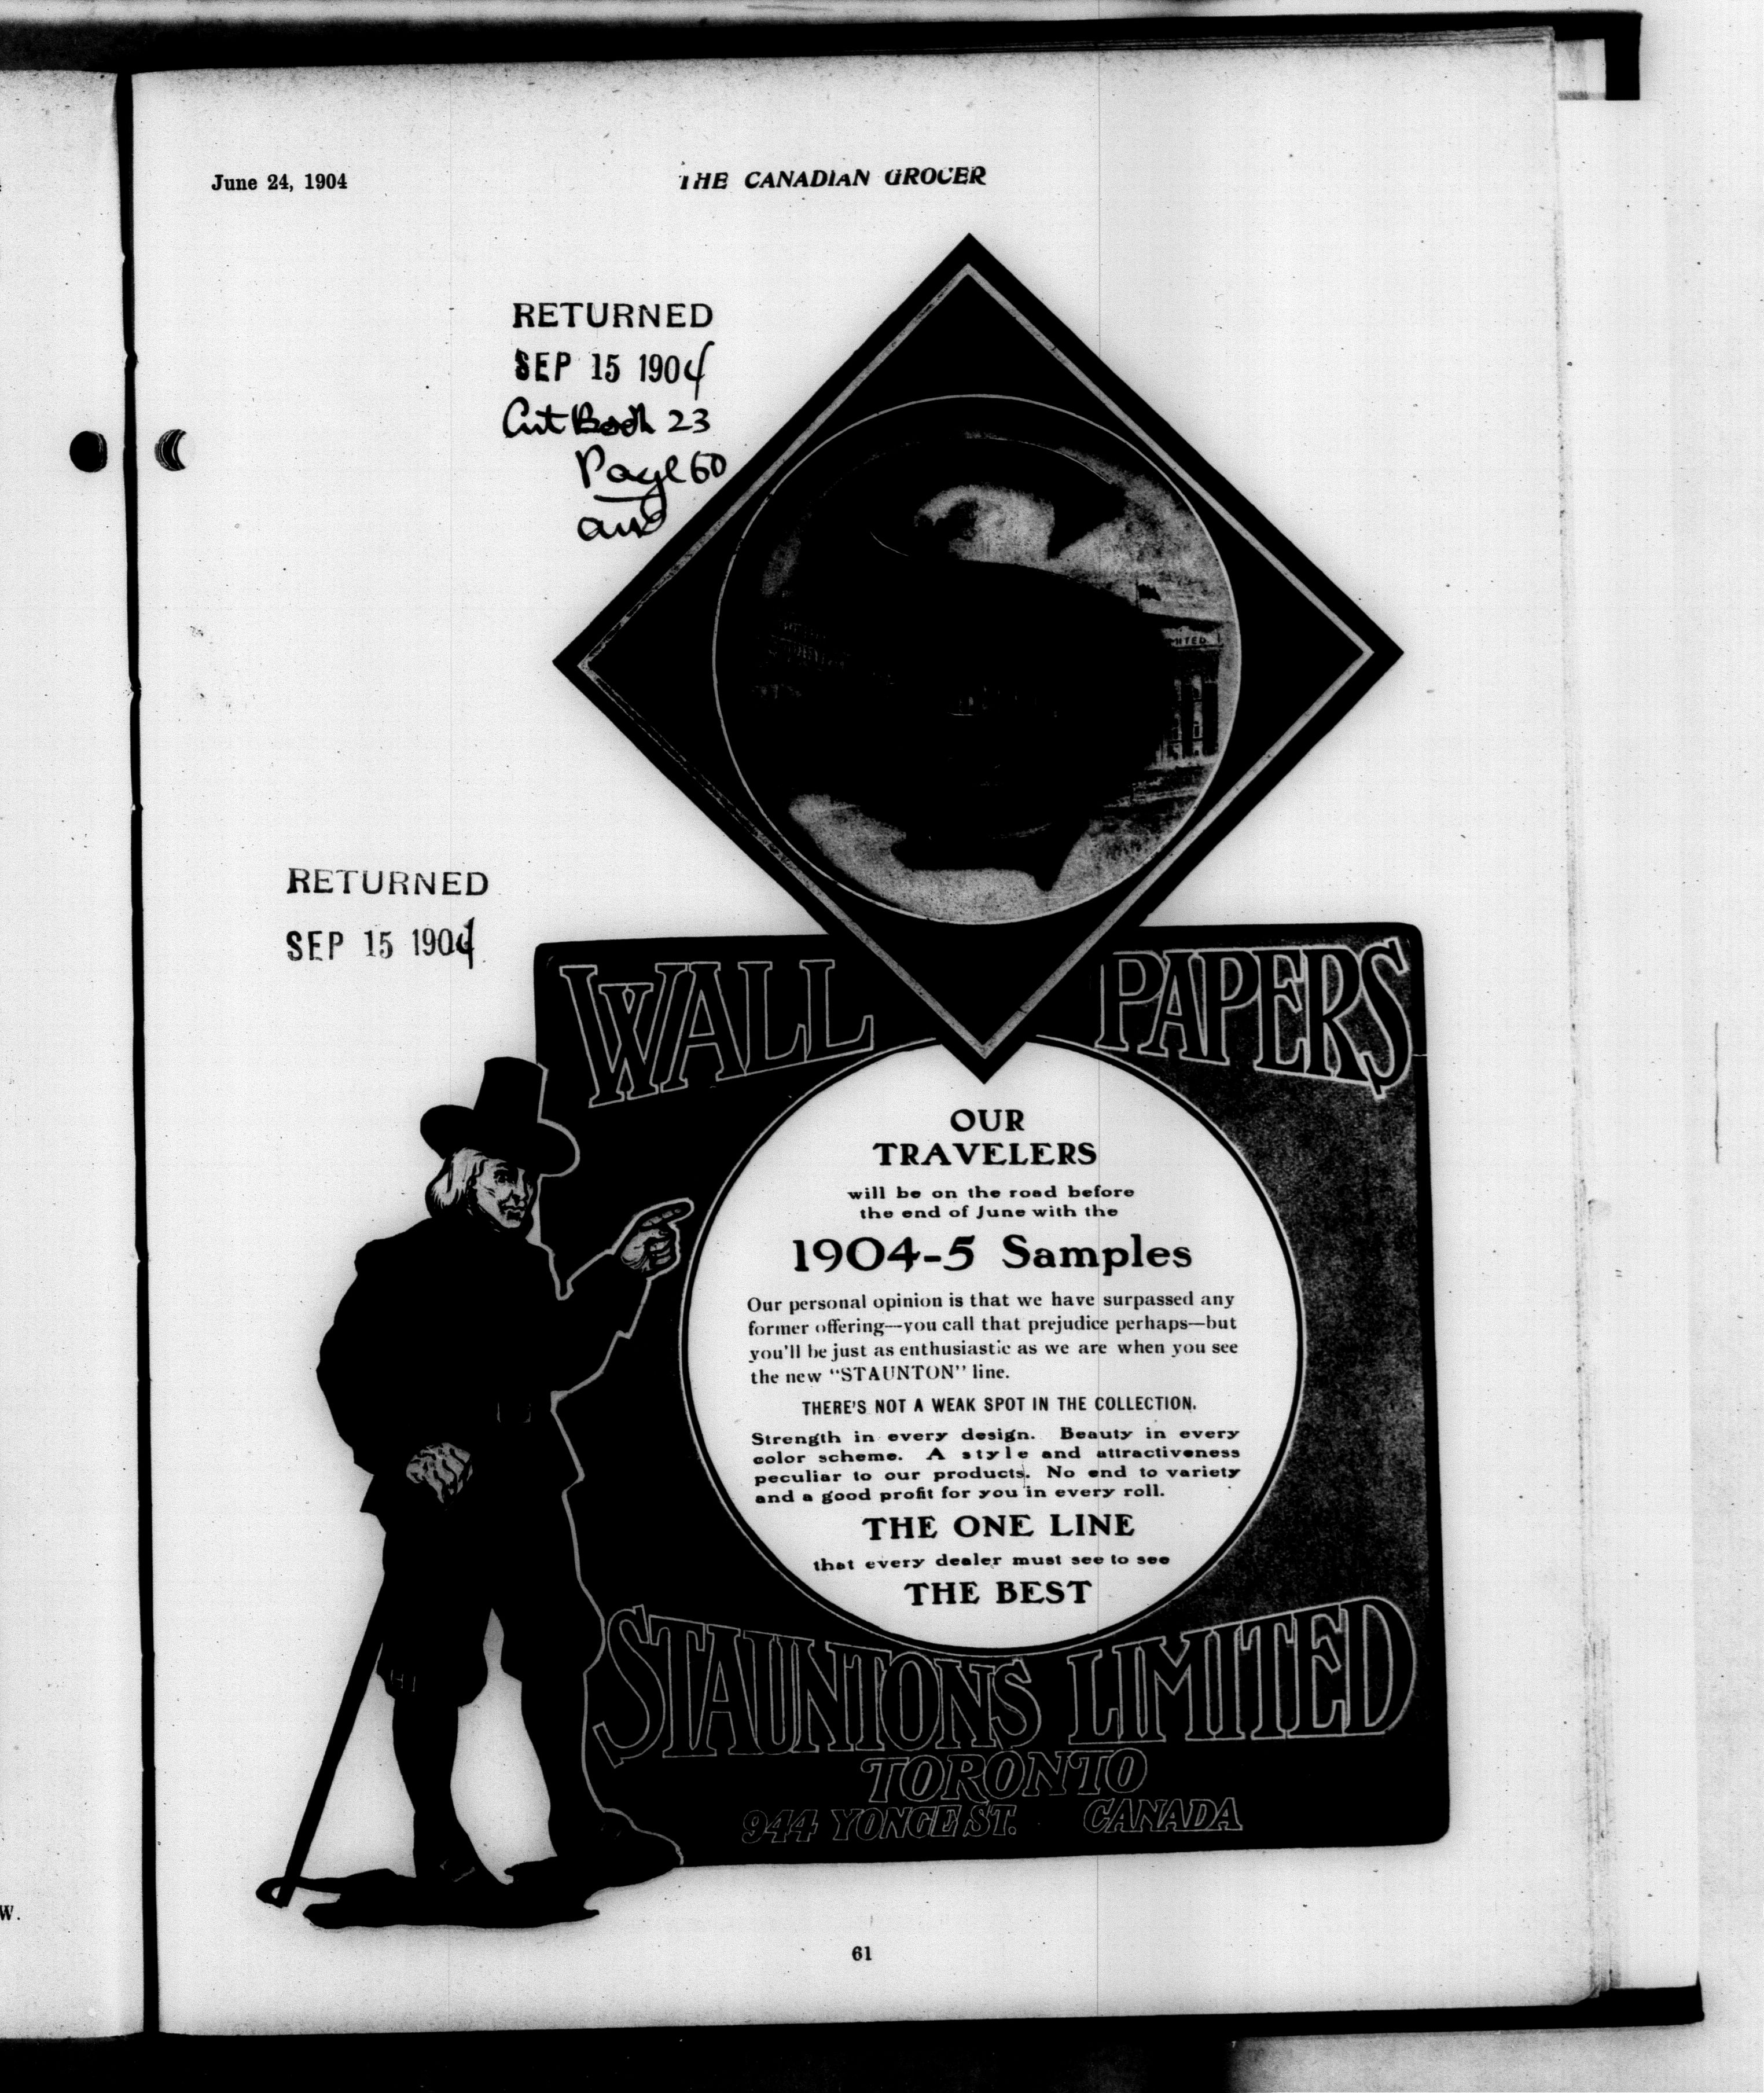 June 24, 1904
THE CANADIAN GROCER
RETURNED
SEP 15 1904
Cut Book 23
Page 60
RETURNED
SEP 15 1904
WALL PAPERS
OUR
TRAVELERS
will be on the road before
the end of June with the
1904-5 Samples
Our personal opinion is that we have surpassed any
former offering—you call that prejudice perhaps—but
you'll be just as enthusiastic as we are when you see
the new "STAUNTON" line.
THERE'S NOT A WEAK SPOT IN THE COLLECTION.
Strength in every design. Beauty in every
color scheme. A style and attractiveness
peculiar to our products. No end to variety
and a good profit for you in every roll.
THE ONE LINE
that every dealer must see to see
THE BEST
STAUNTONS LIMITED
TORONTO
944 YONGE ST. CANADA
W.
61